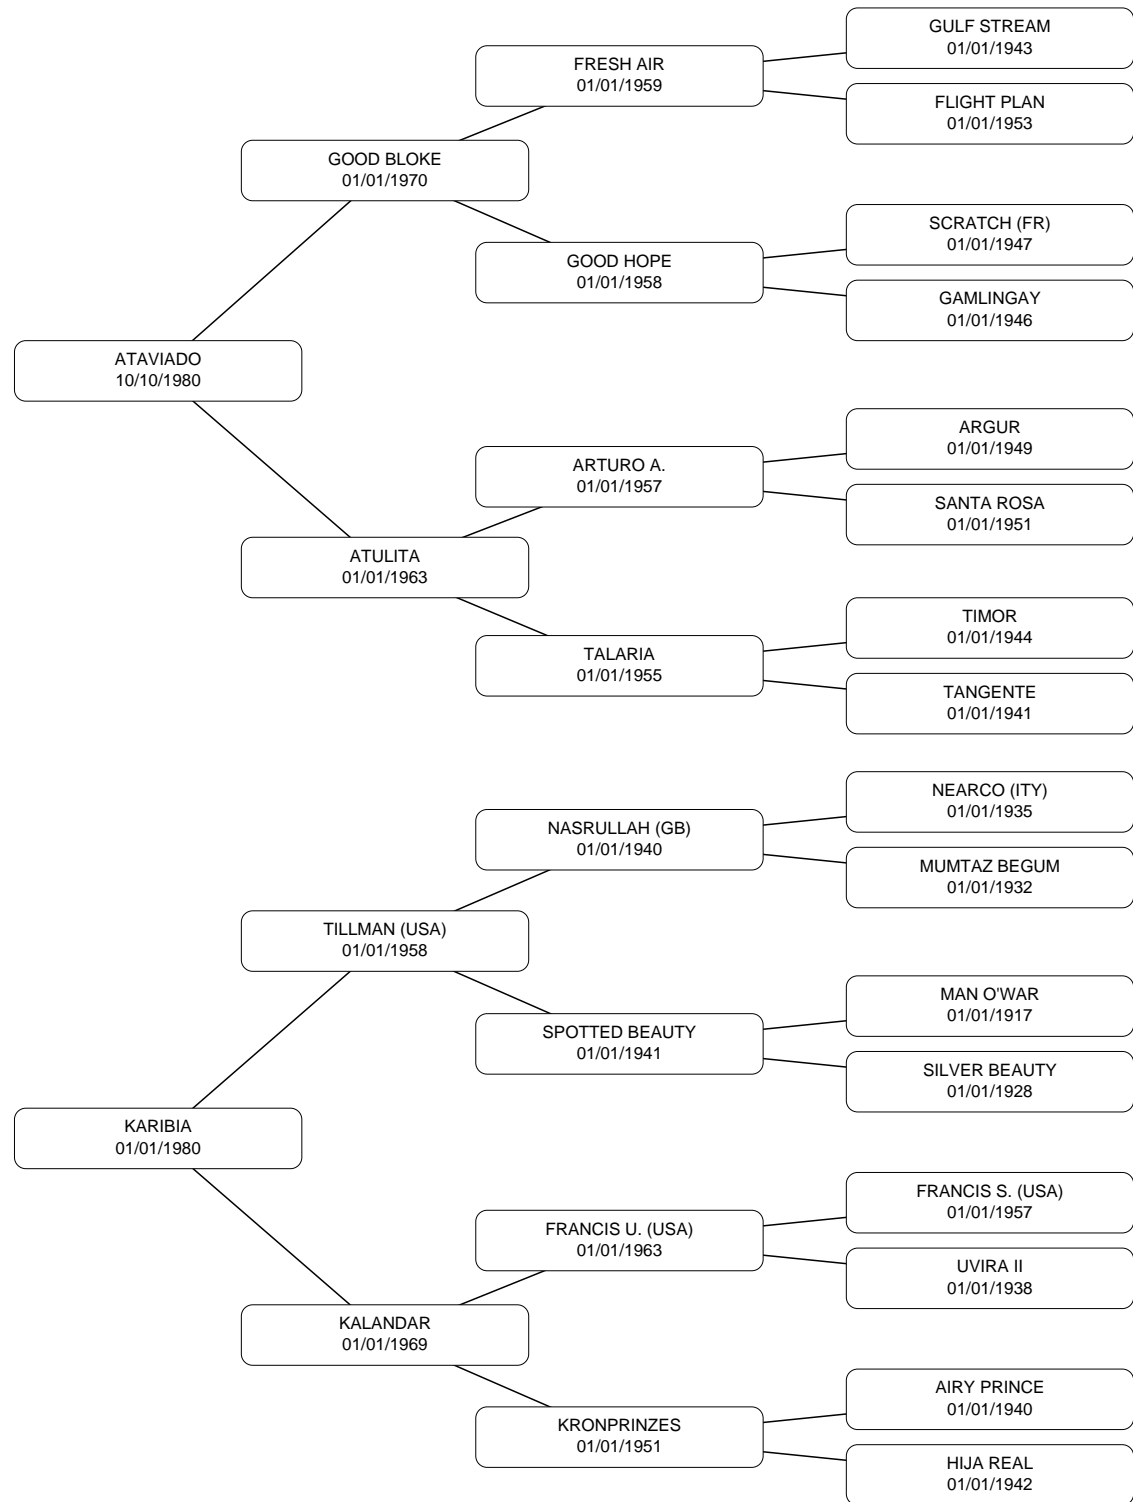 GULF STREAM
01/01/1943
FRESH AIR
01/01/1959
FLIGHT PLAN
01/01/1953
GOOD BLOKE
01/01/1970
SCRATCH (FR)
01/01/1947
GOOD HOPE
01/01/1958
GAMLINGAY
01/01/1946
ATAVIADO
10/10/1980
ARGUR
01/01/1949
ARTURO A.
01/01/1957
SANTA ROSA
01/01/1951
ATULITA
01/01/1963
TIMOR
01/01/1944
TALARIA
01/01/1955
TANGENTE
01/01/1941
NEARCO (ITY)
01/01/1935
NASRULLAH (GB)
01/01/1940
MUMTAZ BEGUM
01/01/1932
TILLMAN (USA)
01/01/1958
MAN O'WAR
01/01/1917
SPOTTED BEAUTY
01/01/1941
SILVER BEAUTY
01/01/1928
KARIBIA
01/01/1980
FRANCIS S. (USA)
01/01/1957
FRANCIS U. (USA)
01/01/1963
UVIRA II
01/01/1938
KALANDAR
01/01/1969
AIRY PRINCE
01/01/1940
KRONPRINZES
01/01/1951
HIJA REAL
01/01/1942